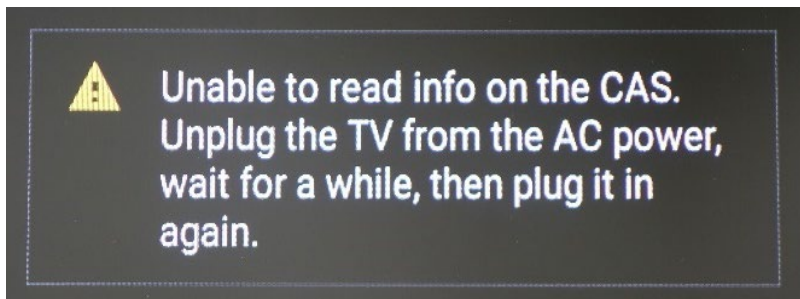 Unable to read info on the CAS.
Unplug the TV from the AC power,
wait for a while, then plug it in
again.